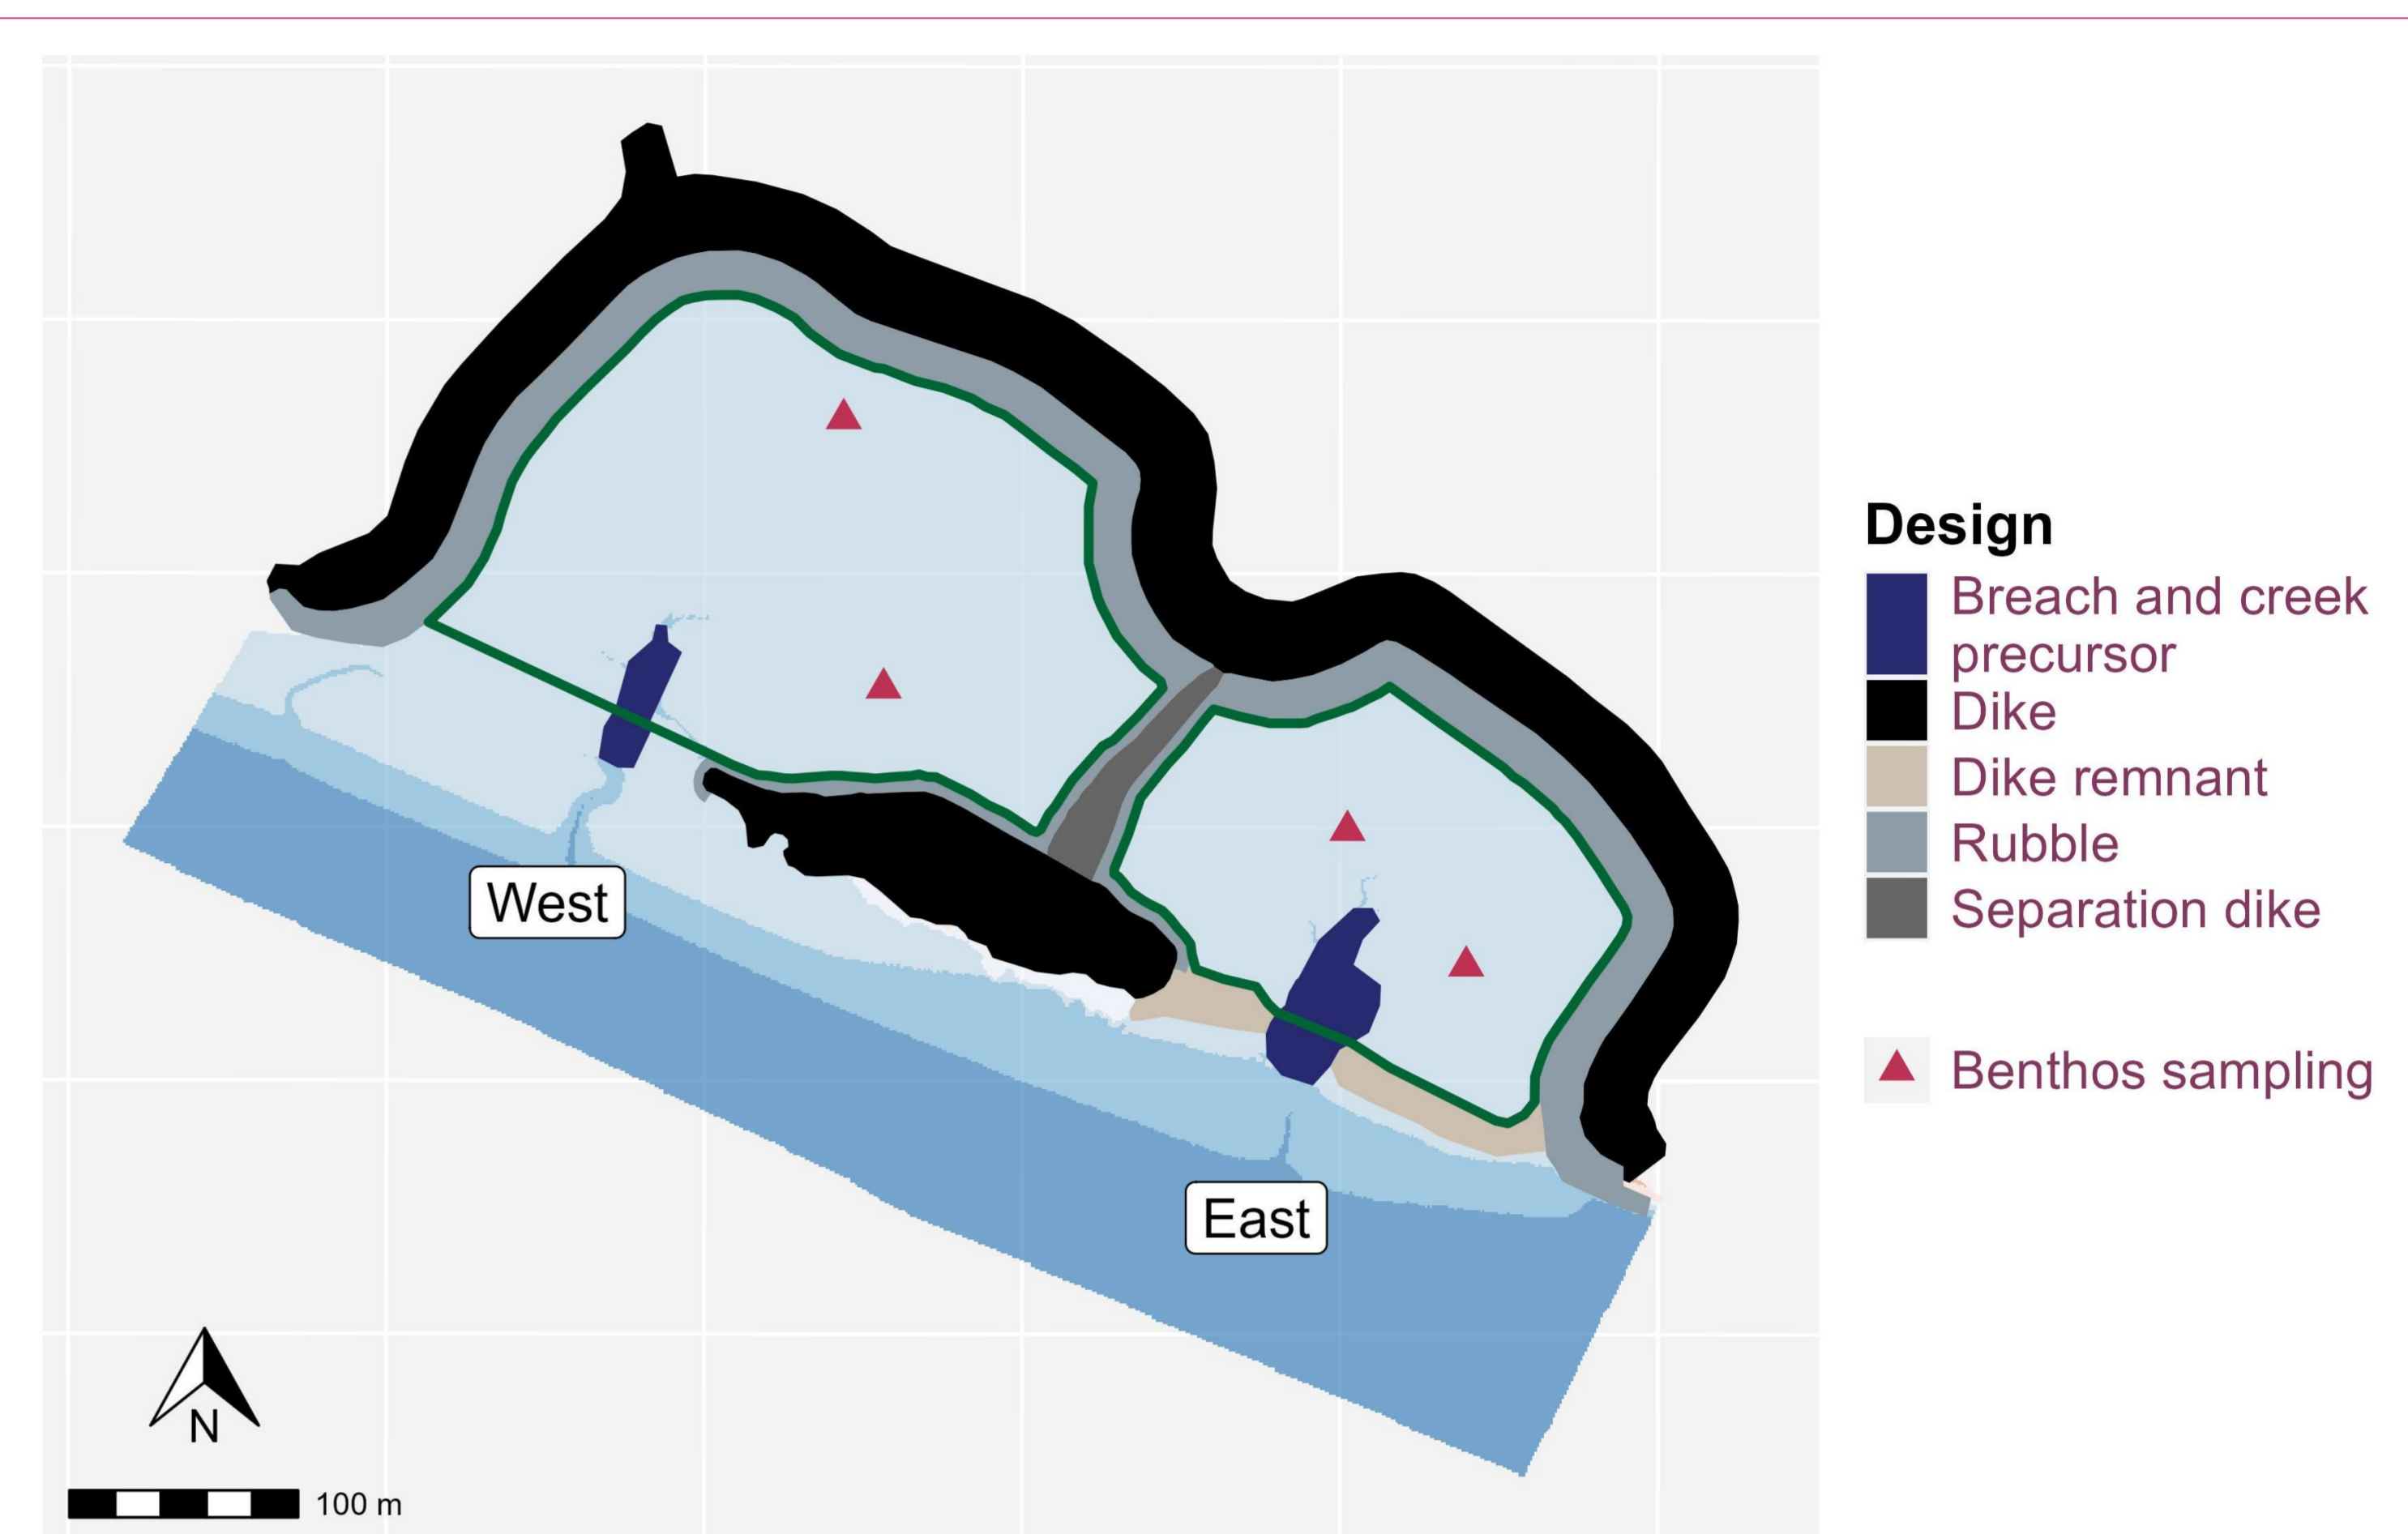 West
East
N
100 m
Design
Breach and creek
precursor
Dike
Dike remnant
Rubble
Separation dike
Benthos sampling